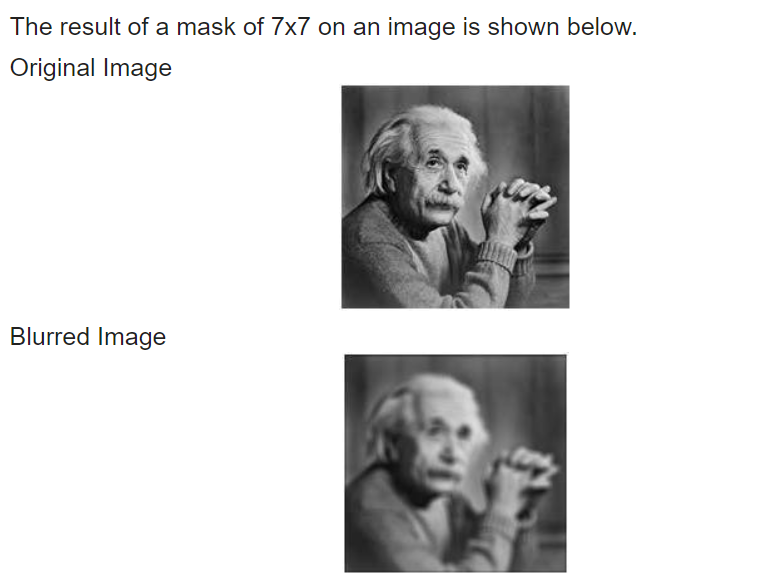 The result of a mask of 7x7 on an image is shown below.
Original Image
Blurred Image